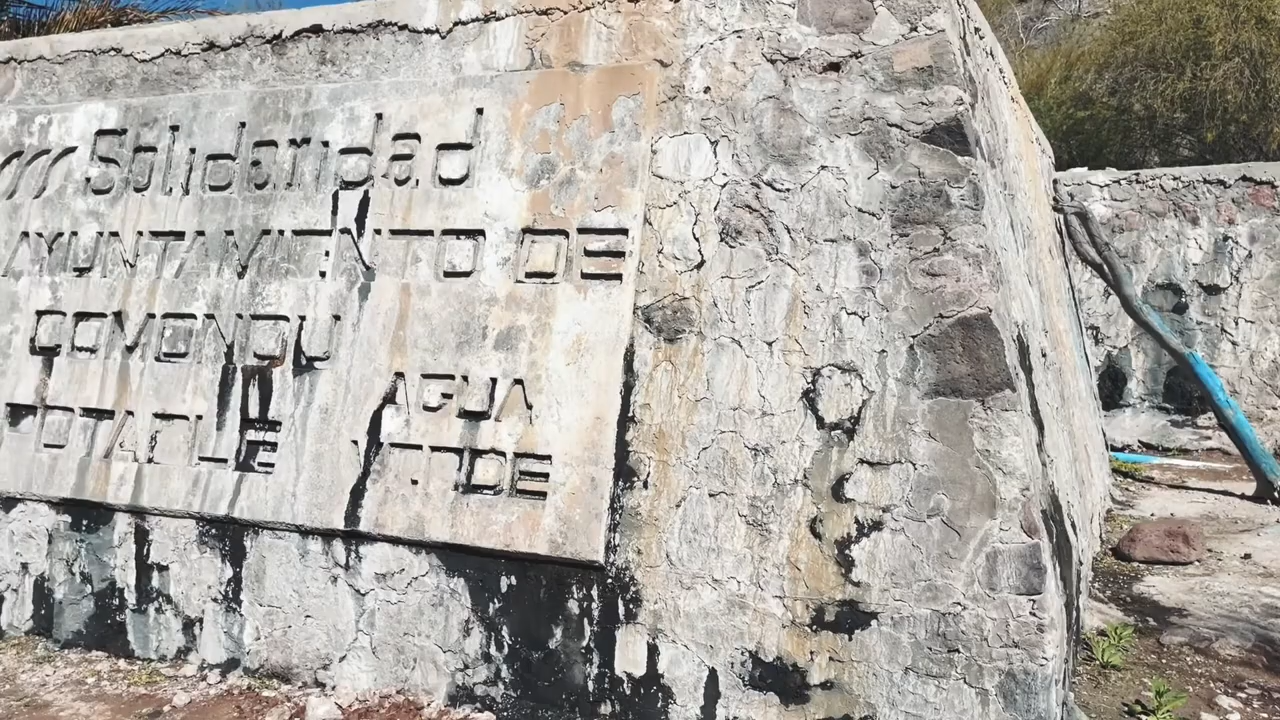 Solidaridad
AYUNTAMIENTO DE
COMONDU
AGUA
POTABLE